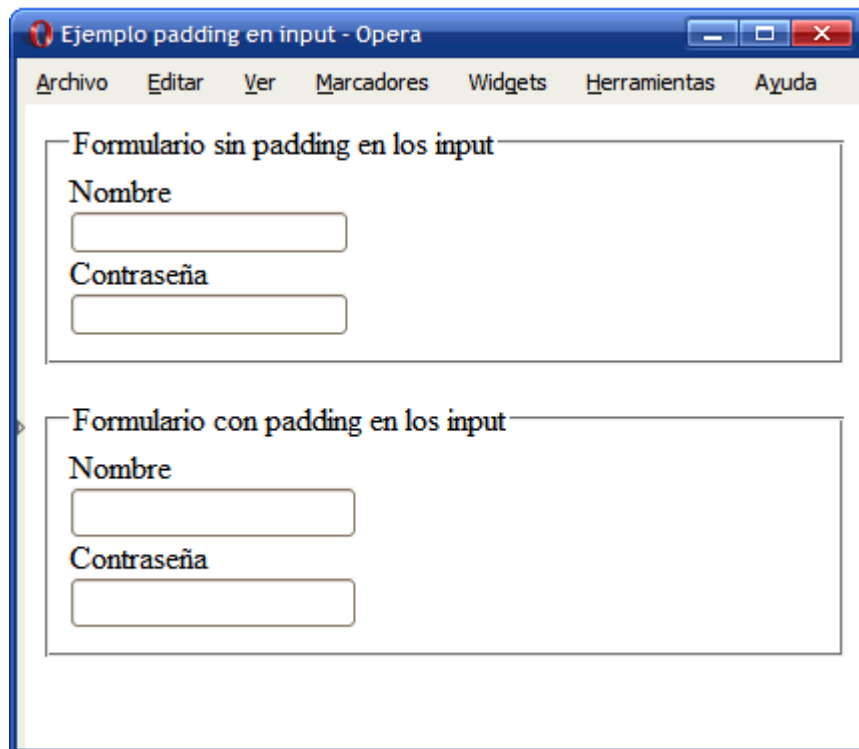 Ejemplo padding en input - Opera
Archivo Editar Ver Marcadores Widgets Herramientas Ayuda
Formulario sin padding en los input
Nombre
Contraseña
Formulario con padding en los input
Nombre
Contraseña